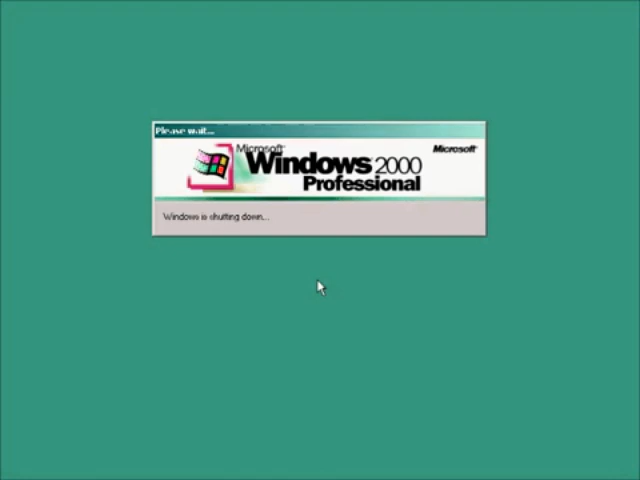 Please wait...
Microsoft
Windows 2000
Professional
Microsoft
Windows is shutting down...